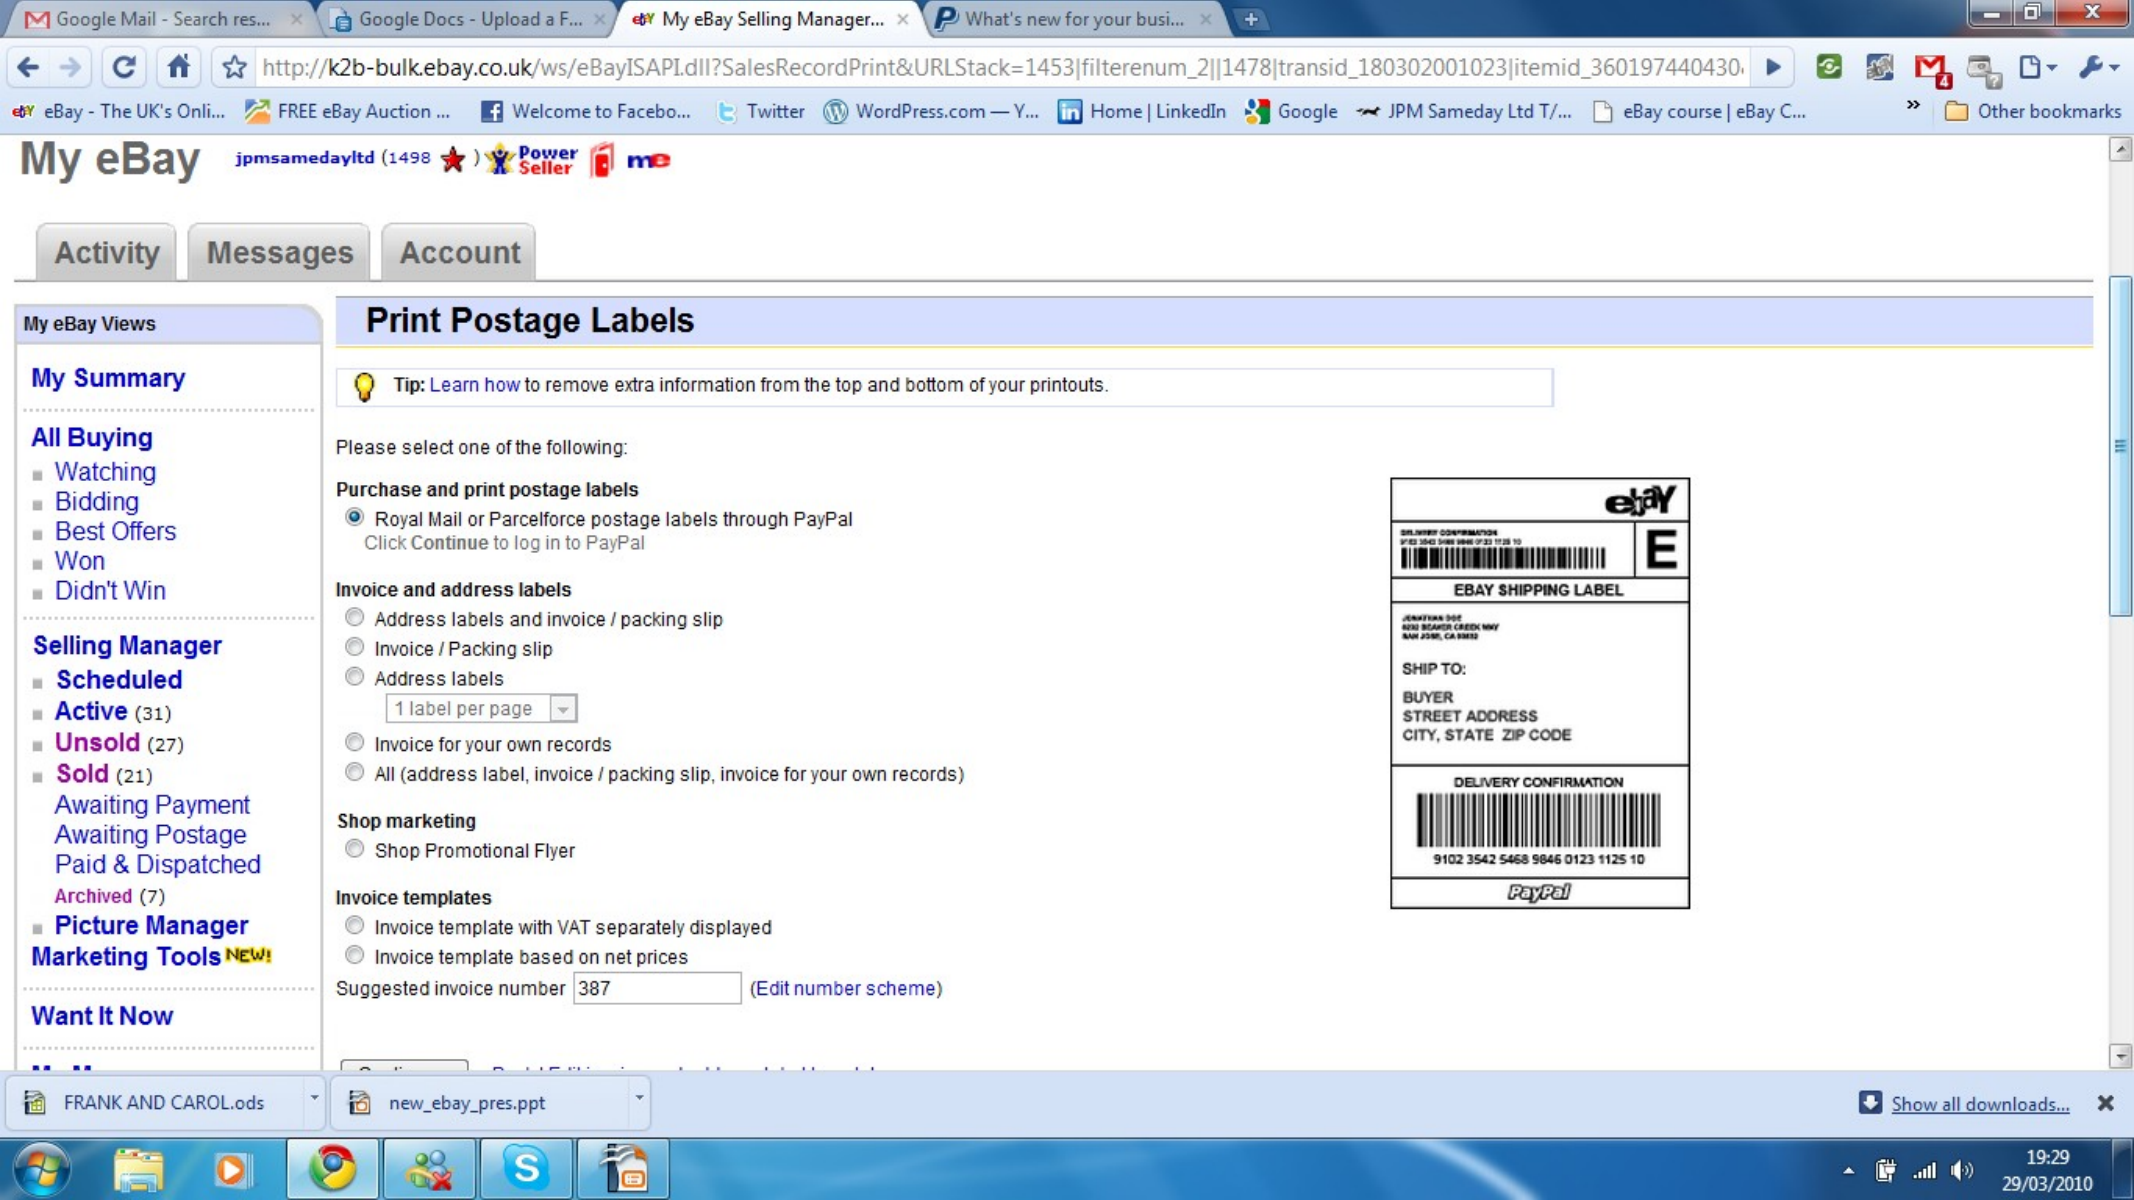 Google Mail - Search res...
Google Docs - Upload a F...
My eBay Selling Manager...
What's new for your busi...
http://k2b-bulk.ebay.co.uk/ws/eBayISAPI.dll?SalesRecordPrint&URLStack=1453|filterenum_2||1478|transid_180302001023|itemid_360197440430
4
eBay - The UK's Onli...
FREE eBay Auction ...
Welcome to Facebo...
Twitter
WordPress.com — Y...
Home | LinkedIn
Google
JPM Sameday Ltd T/...
eBay course | eBay C...
»
Other bookmarks
My eBay
jpmsamedayltd (1498 )
Power Seller
me
Activity
Messages
Account
My eBay Views
My Summary
All Buying
Watching
Bidding
Best Offers
Won
Didn't Win
Selling Manager
Scheduled
Active (31)
Unsold (27)
Sold (21)
Awaiting Payment
Awaiting Postage
Paid & Dispatched
Archived (7)
Picture Manager
Marketing Tools NEW!
Want It Now
Print Postage Labels
Tip: Learn how to remove extra information from the top and bottom of your printouts.
Please select one of the following:
Purchase and print postage labels
Royal Mail or Parcelforce postage labels through PayPal
Click Continue to log in to PayPal
Invoice and address labels
Address labels and invoice / packing slip
Invoice / Packing slip
Address labels
1 label per page
Invoice for your own records
All (address label, invoice / packing slip, invoice for your own records)
Shop marketing
Shop Promotional Flyer
Invoice templates
Invoice template with VAT separately displayed
Invoice template based on net prices
Suggested invoice number 387 (Edit number scheme)
ebay
DELIVERY CONFIRMATION
E
EBAY SHIPPING LABEL
JONATHAN DOE
SAN JOSE, CA
SHIP TO:
BUYER
STREET ADDRESS
CITY, STATE ZIP CODE
DELIVERY CONFIRMATION
9102 3542 5468 9846 0123 1125 10
PayPal
FRANK AND CAROL.ods
new_ebay_pres.ppt
Show all downloads...
19:29
29/03/2010